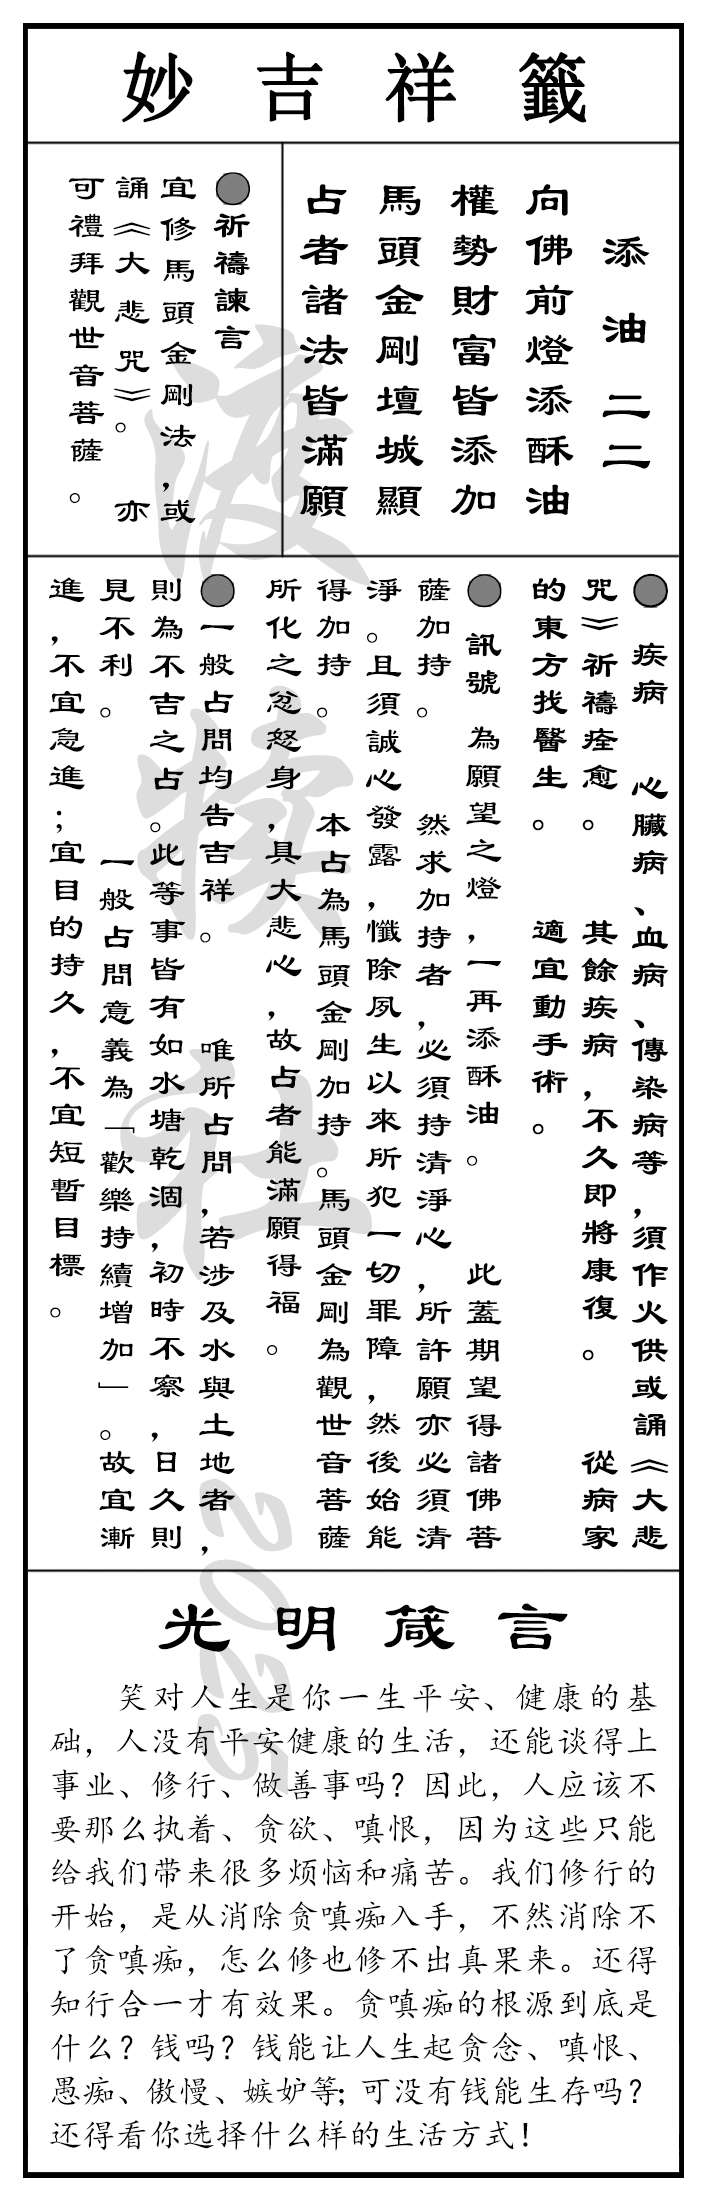 妙吉祥籤
添油 二二
向佛前燈添酥油
權勢財富皆添加
馬頭金剛壇城顯
占者諸法皆滿願
●祈禱諫言
宜修馬頭金剛法，或
誦《大悲咒》。 亦
可禮拜觀世音菩薩。
● 疾病 心臟病、血病、傳染病等，須作火供或誦《大悲
咒》祈禱痊愈。 其餘疾病，不久即將康復。 從病家
的東方找醫生。 適宜動手術。
● 訊號 為願望之燈，一再添酥油。 此蓋期望得諸佛菩
薩加持。 然求加持者，必須持清淨心，所許願亦必須清
淨。且須誠心發露，懺除夙生以來所犯一切罪障，然後始能
得加持。 本占為馬頭金剛加持。馬頭金剛為觀世音菩薩
所化之忿怒身，具大悲心，故占者能滿願得福。
●一般占問均告吉祥。 唯所占問，若涉及水與土地者，
則為不吉之占。此等事皆有如水塘乾涸，初時不察，日久則
見不利。 一般占問意義為「歡樂持續增加」。故宜漸
進，不宜急進；宜目的持久，不宜短暫目標。
光明箴言
笑对人生是你一生平安、健康的基
础，人没有平安健康的生活，还能谈得上
事业、修行、做善事吗？因此，人应该不
要那么执着、贪欲、嗔恨，因为这些只能
给我们带来很多烦恼和痛苦。我们修行的
开始，是从消除贪嗔痴入手，不然消除不
了贪嗔痴，怎么修也修不出真果来。还得
知行合一才有效果。贪嗔痴的根源到底是
什么？钱吗？钱能让人生起贪念、嗔恨、
愚痴、傲慢、嫉妒等；可没有钱能生存吗？
还得看你选择什么样的生活方式！
渡犊社 2025